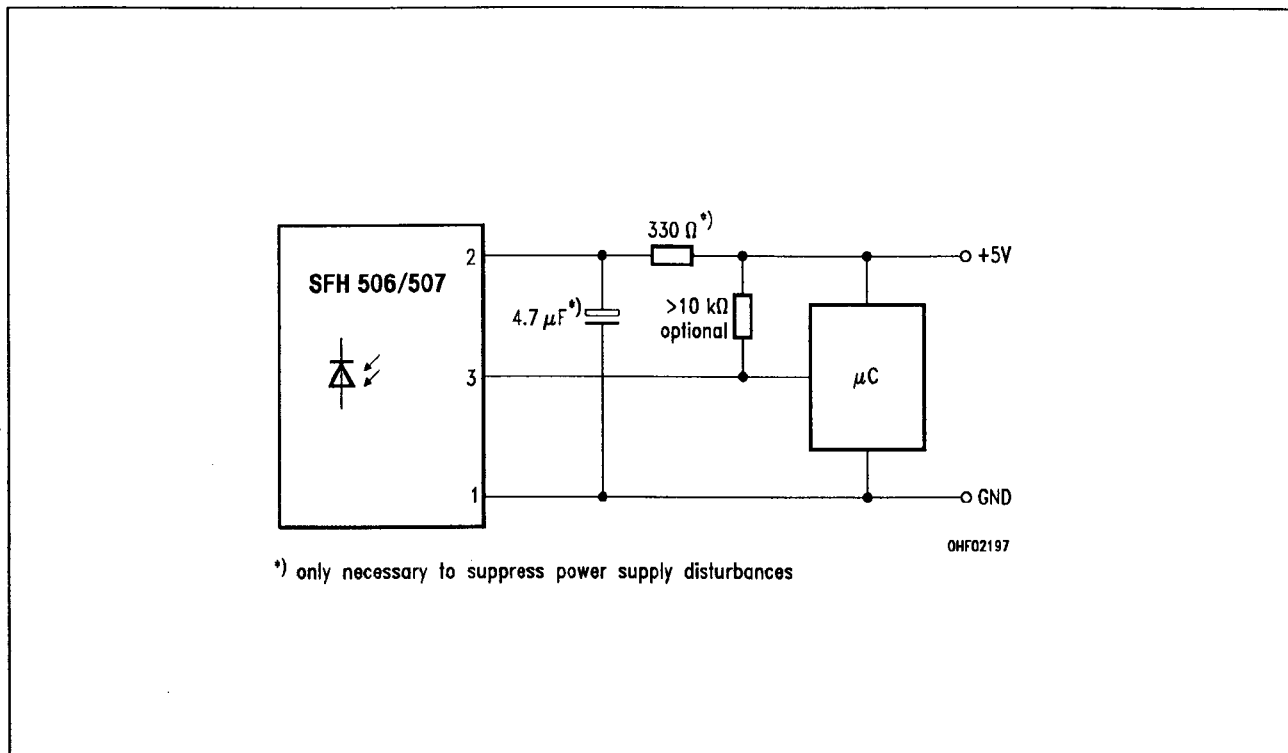 330 Ω*)
2
+5V
SFH 506/507
4.7 µF*)
>10 kΩ
optional
3
µC
1
GND
OHF02197
*) only necessary to suppress power supply disturbances